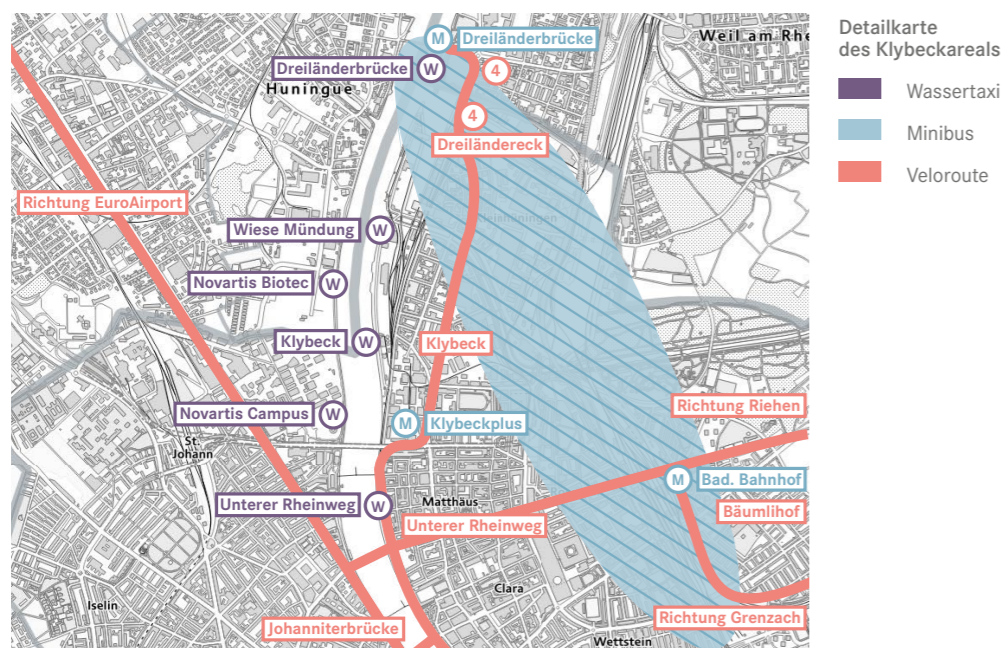 M Dreiländerbrücke
Weil am Rhe
Dreiländerbrücke W
4
Huningue
4
Dreiländereck
Richtung EuroAirport
Kleinhüningen
Wiese Mündung W
Novartis Biotec W
Klybeck W
Klybeck
Richtung Riehen
Novartis Campus W
M Klybeckplus
St.
Johann
M Bad. Bahnhof
Unterer Rheinweg W
Matthäus
Bäumlihof
Unterer Rheinweg
Clara
Iselin
Richtung Grenzach
Johanniterbrücke
Wettstein
Detailkarte
des Klybeckareals
Wassertaxi
Minibus
Veloroute